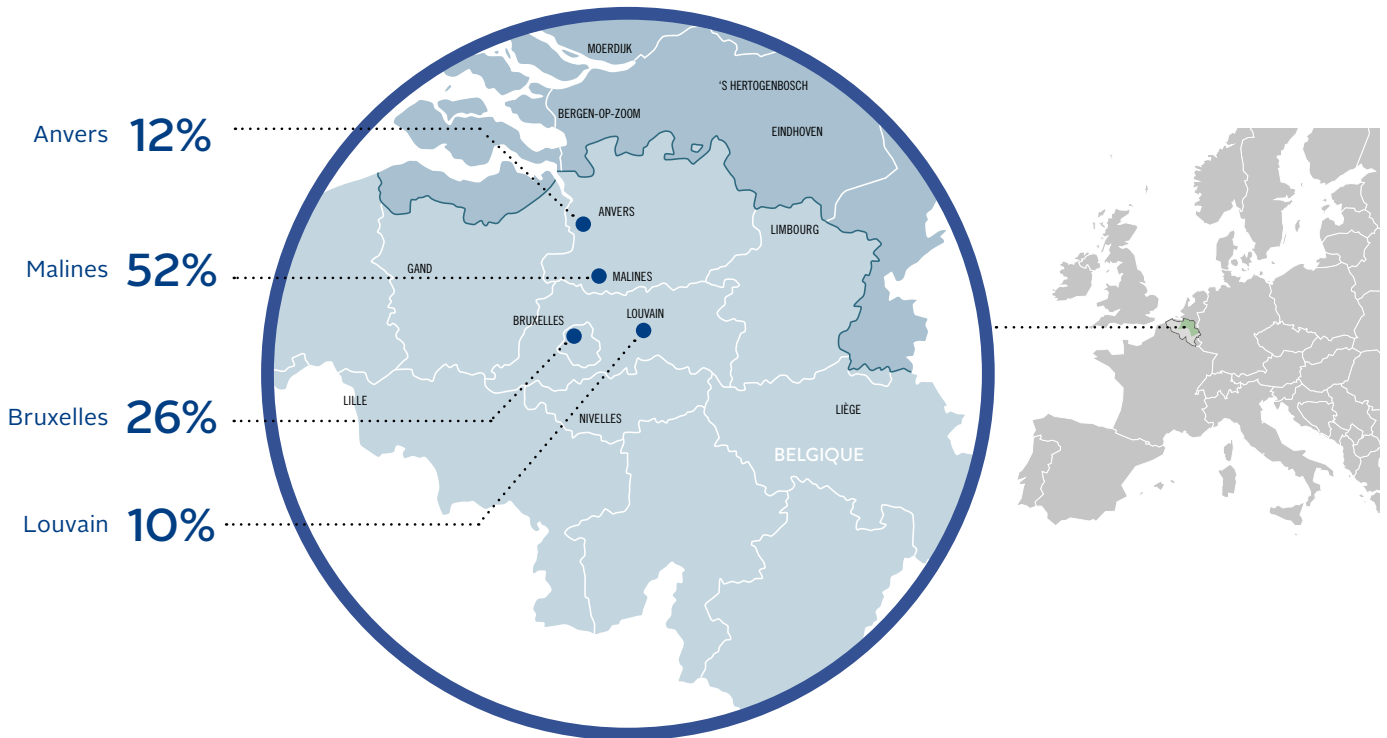 MOERDIJK
'S HERTOGENBOSCH
BERGEN-OP-ZOOM
EINDHOVEN
Anvers 12%
ANVERS
LIMBOURG
Malines 52%
GAND
MALINES
BRUXELLES
LOUVAIN
LILLE
Bruxelles 26%
NIVELLES
LIÈGE
BELGIQUE
Louvain 10%